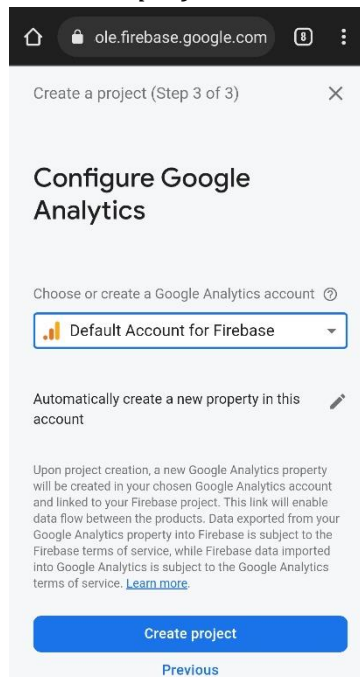 ole.firebase.google.com 8
Create a project (Step 3 of 3)
Configure Google
Analytics
Choose or create a Google Analytics account
Default Account for Firebase
Automatically create a new property in this
account
Upon project creation, a new Google Analytics property
will be created in your chosen Google Analytics account
and linked to your Firebase project. This link will enable
data flow between the products. Data exported from your
Google Analytics property into Firebase is subject to the
Firebase terms of service, while Firebase data imported
into Google Analytics is subject to the Google Analytics
terms of service. Learn more.
Create project
Previous